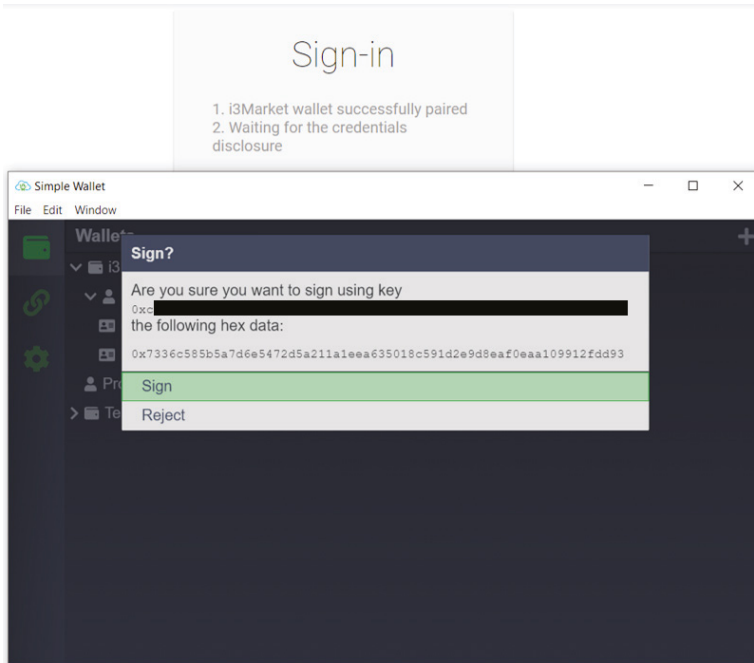 Sign-in
1. i3Market wallet successfully paired
2. Waiting for the credentials
disclosure
Simple Wallet
File Edit Window
Sign?
i3
Are you sure you want to sign using key
0xc
the following hex data:
0x7336c585b5a7d6e5472d5a211a1eea635018c591d2e9d8eaf0eaa109912fdd93
Sign
Reject